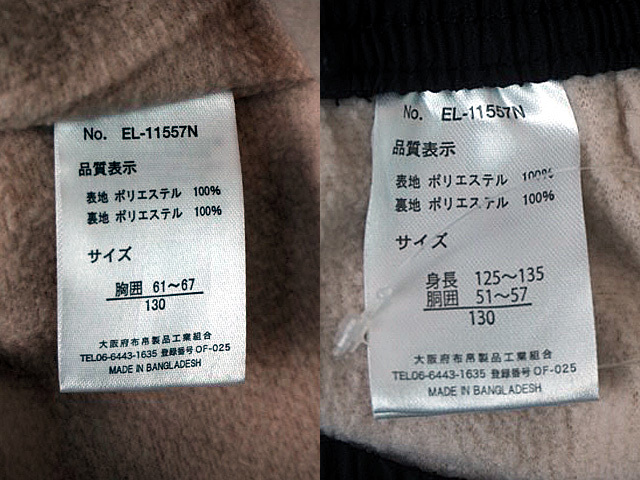 No. EL-11557N
品質表示
表地 ポリエステル 100%
裏地 ポリエステル 100%
サイズ
胸囲 61〜67
130
大阪府布帛製品工業組合
TEL06-6443-1635 登録番号OF-025
MADE IN BANGLADESH
No. EL-11557N
品質表示
表地 ポリエステル 100%
裏地 ポリエステル 100%
サイズ
身長 125〜135
胴囲 51〜57
130
大阪府布帛製品工業組合
TEL06-6443-1635 登録番号OF-025
MADE IN BANGLADESH